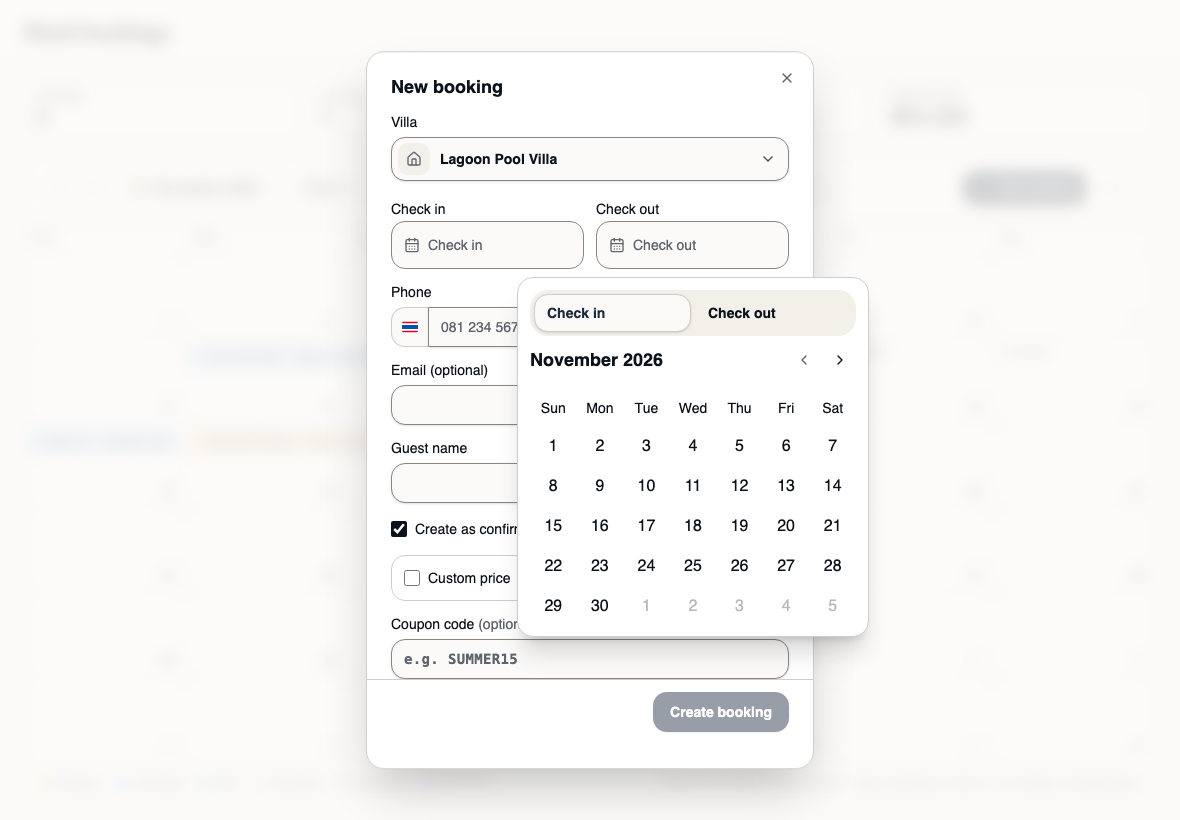 New booking
Villa
Lagoon Pool Villa
Check in Check out
Check in Check out
Phone
081 234 567
Email (optional)
Guest name
Create as confirm
Custom price
Coupon code (option
e.g. SUMMER15
Create booking
Check in Check out
November 2026
Sun Mon Tue Wed Thu Fri Sat
1 2 3 4 5 6 7
8 9 10 11 12 13 14
15 16 17 18 19 20 21
22 23 24 25 26 27 28
29 30 1 2 3 4 5